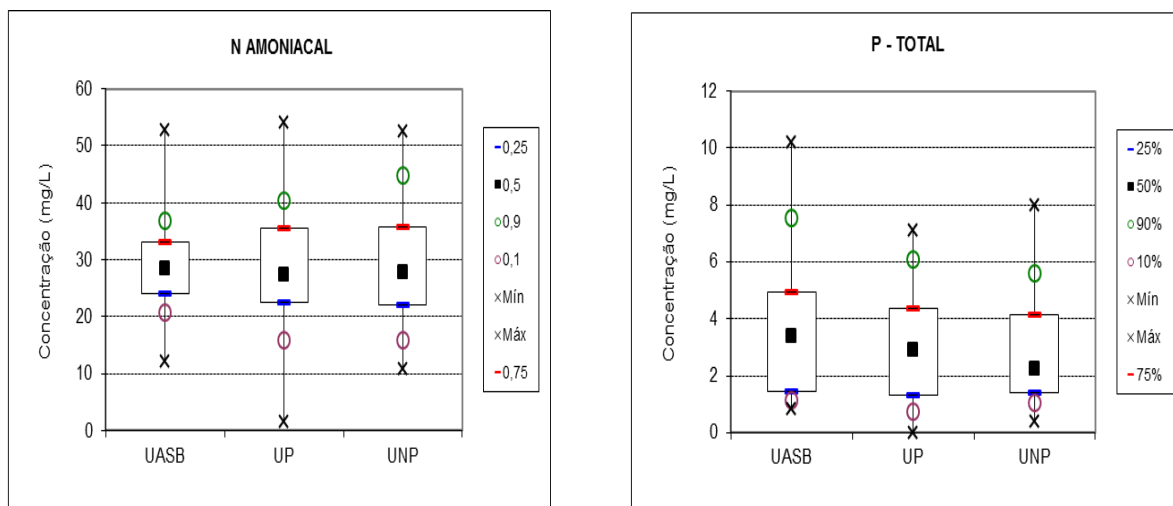 N AMONIACAL
Concentração (mg/L)
60
50
40
30
20
10
0
UASB UP UNP
0,25
0,5
0,9
0,1
Mín
Máx
0,75
P - TOTAL
Concentração (mg/L)
12
10
8
6
4
2
0
UASB UP UNP
25%
50%
90%
10%
Mín
Máx
75%